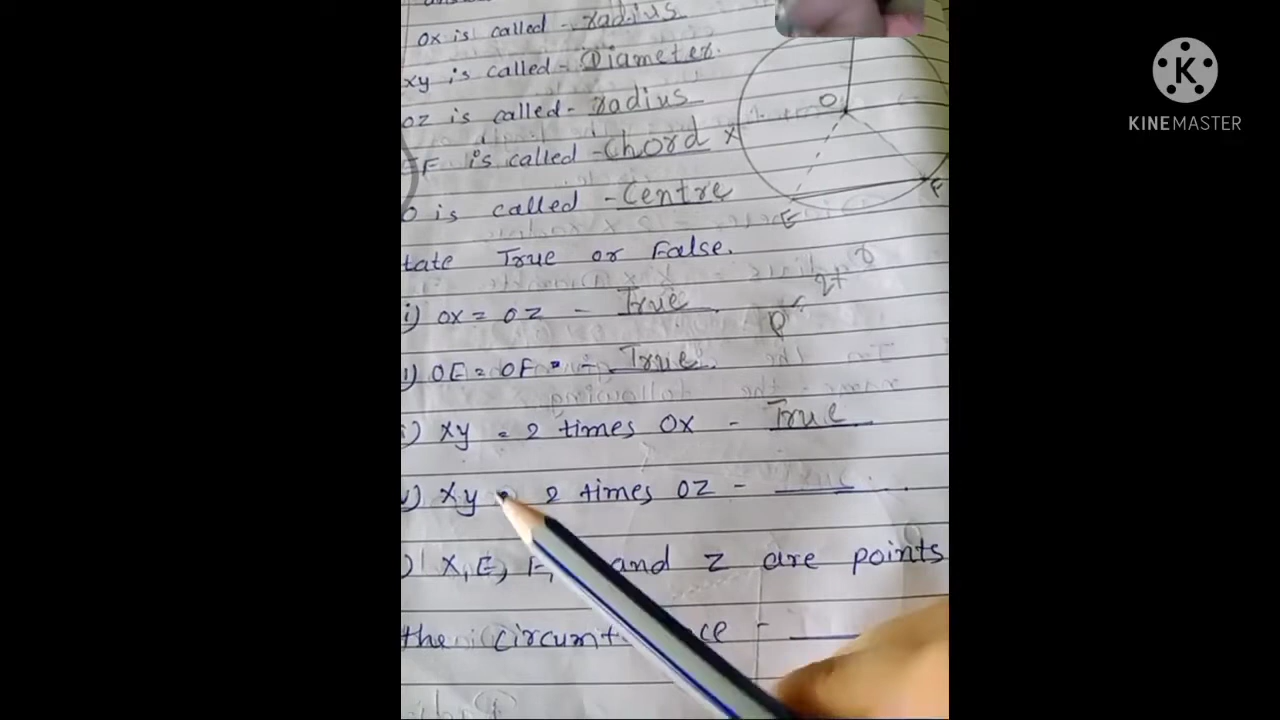 OX is called - radius
xy is called - Diameter.
OZ is called - radius
F is called - Chord
O is called - Centre
tate True or False.
i) OX = OZ - True
i) OE = OF = - True.
i) Xy = 2 times OX - True
v) Xy = 2 times OZ -
) X, E, F, and Z are points
the circumf ce -
O
X
E
F
K
KINEMASTER